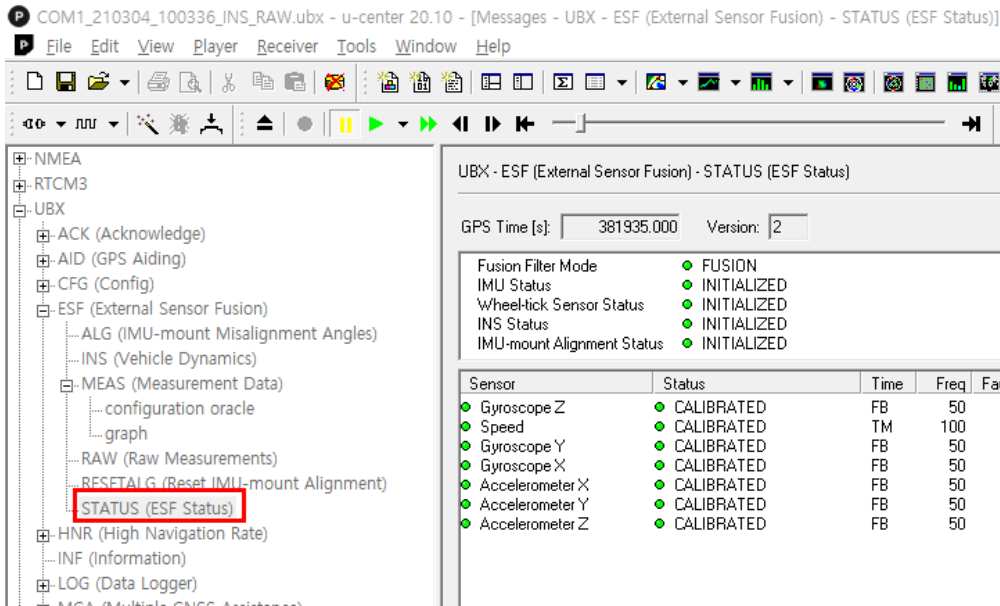 COM1_210304_100336_INS_RAW.ubx - u-center 20.10 - [Messages - UBX - ESF (External Sensor Fusion) - STATUS (ESF Status)]
File Edit View Player Receiver Tools Window Help
NMEA
RTCM3
UBX
ACK (Acknowledge)
AID (GPS Aiding)
CFG (Config)
ESF (External Sensor Fusion)
ALG (IMU-mount Misalignment Angles)
INS (Vehicle Dynamics)
MEAS (Measurement Data)
configuration oracle
graph
RAW (Raw Measurements)
RESETALG (Reset IMU-mount Alignment)
STATUS (ESF Status)
HNR (High Navigation Rate)
INF (Information)
LOG (Data Logger)
MGA (Multiple GNSS Assistance)
UBX - ESF (External Sensor Fusion) - STATUS (ESF Status)
GPS Time [s]: 381935.000 Version: 2
Fusion Filter Mode FUSION
IMU Status INITIALIZED
Wheel-tick Sensor Status INITIALIZED
INS Status INITIALIZED
IMU-mount Alignment Status INITIALIZED
Sensor Status Time Freq Fau
Gyroscope Z CALIBRATED FB 50
Speed CALIBRATED TM 100
Gyroscope Y CALIBRATED FB 50
Gyroscope X CALIBRATED FB 50
Accelerometer X CALIBRATED FB 50
Accelerometer Y CALIBRATED FB 50
Accelerometer Z CALIBRATED FB 50